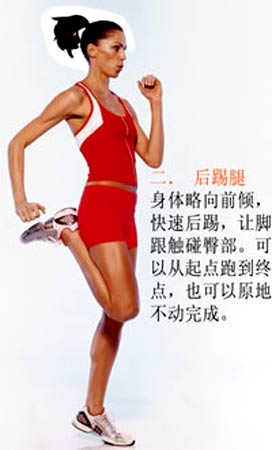 二． 后踢腿
身体略向前倾，
快速后踢，让脚
跟触碰臀部。可
以从起点跑到终
点，也可以原地
不动完成。